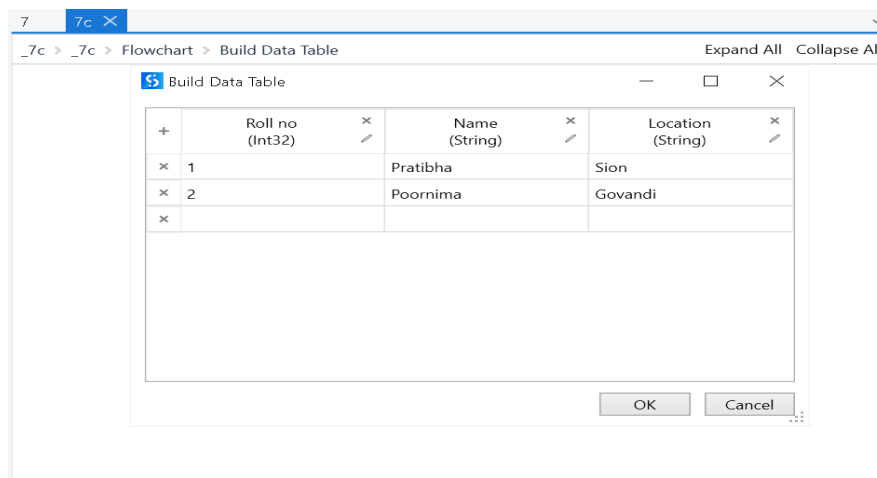 7 7c
_7c > _7c > Flowchart > Build Data Table Expand All Collapse Al
Build Data Table
Roll no Name Location
(Int32) (String) (String)
1 Pratibha Sion
2 Poornima Govandi
OK Cancel